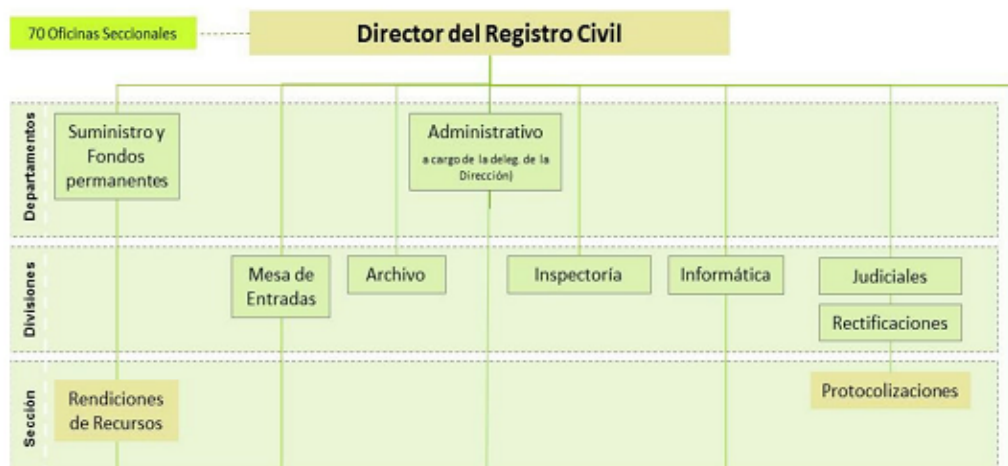 70 Oficinas Seccionales
Director del Registro Civil
Departamentos
Suministro y
Fondos
permanentes
Administrativo
a cargo de la deleg. de la
Dirección)
Divisiones
Mesa de
Entradas
Archivo
Inspectoría
Informática
Judiciales
Rectificaciones
Sección
Rendiciones
de Recursos
Protocolizaciones